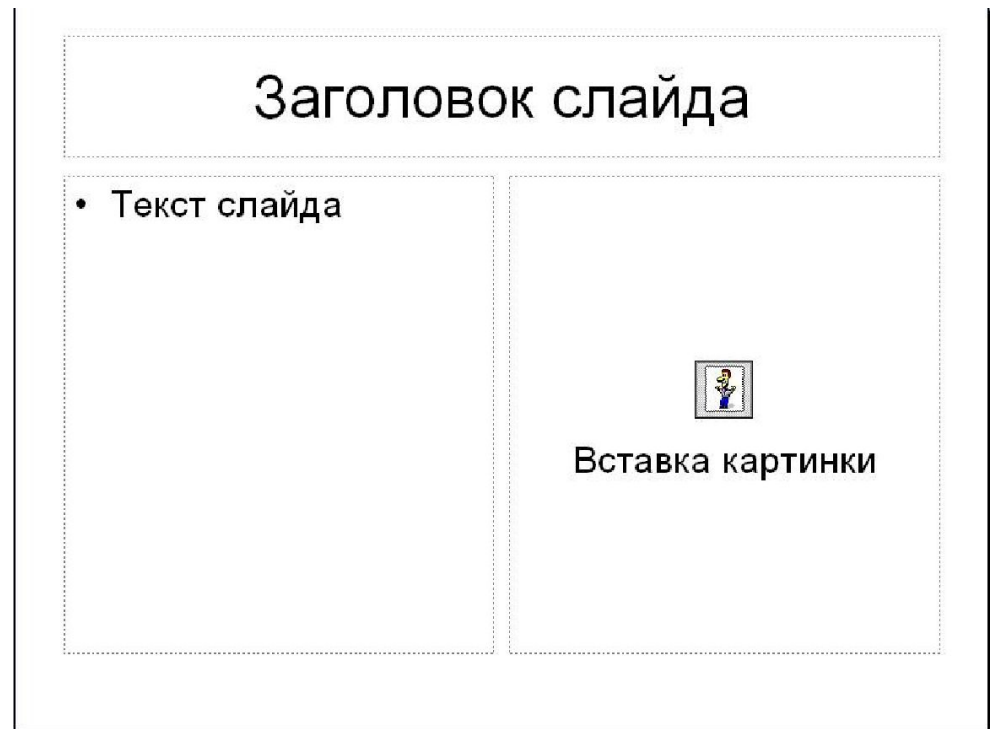 Заголовок слайда
• Текст слайда
Вставка картинки